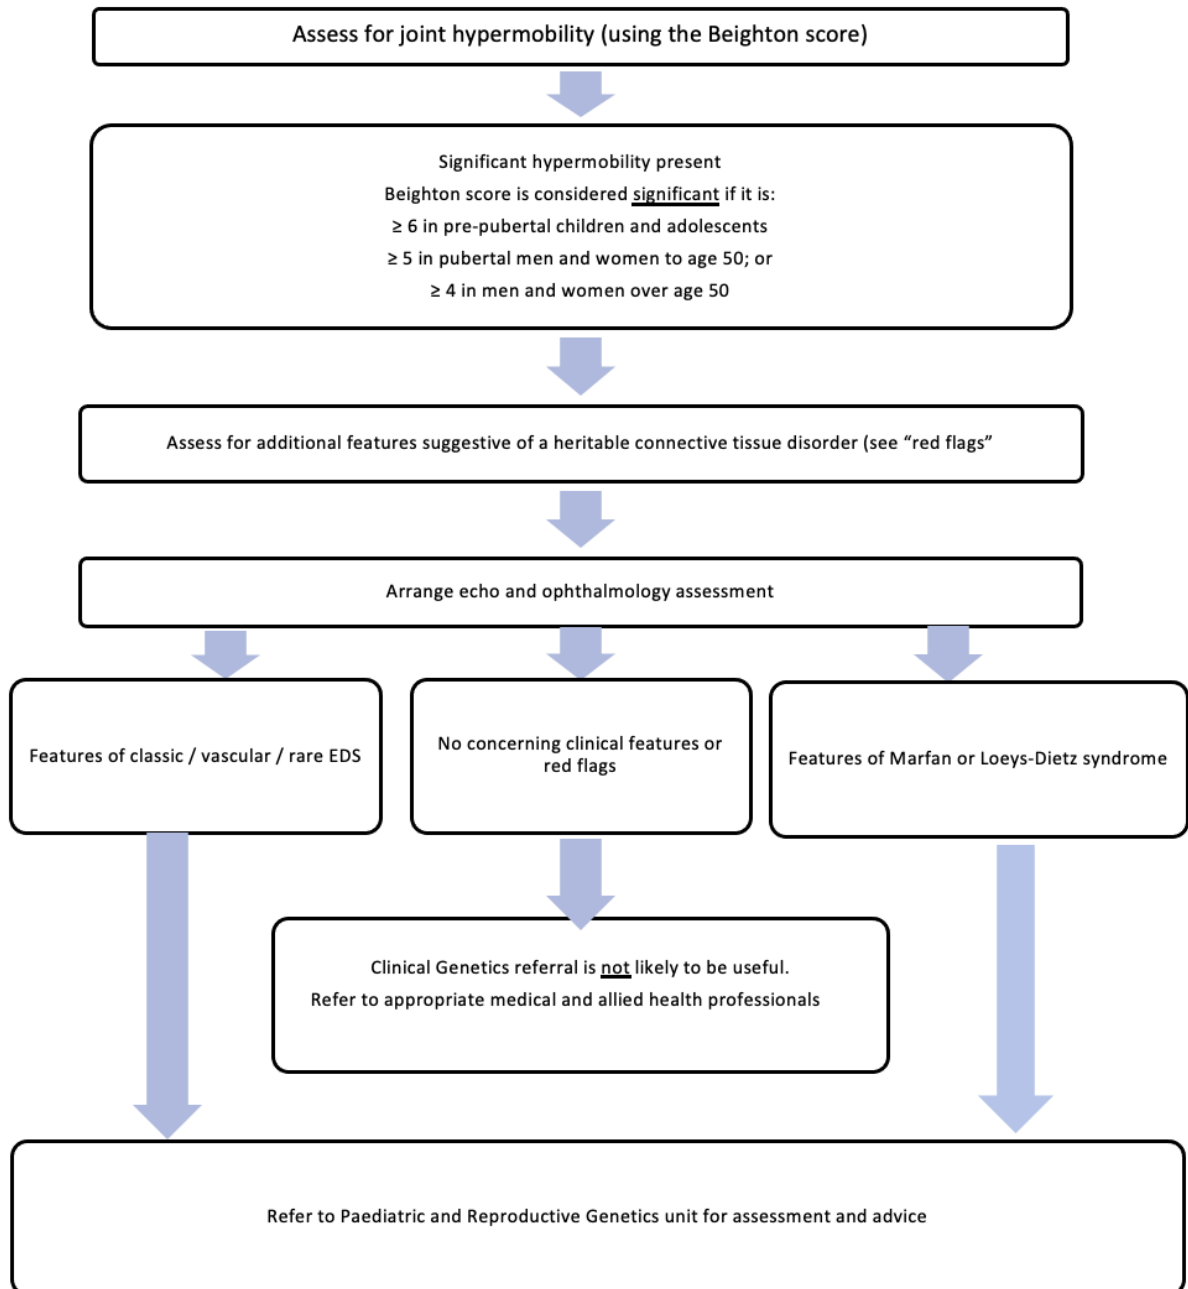 Assess for joint hypermobility (using the Beighton score)
Significant hypermobility present
Beighton score is considered significant if it is:
≥ 6 in pre-pubertal children and adolescents
≥ 5 in pubertal men and women to age 50; or
≥ 4 in men and women over age 50
Assess for additional features suggestive of a heritable connective tissue disorder (see “red flags”
Arrange echo and ophthalmology assessment
Features of classic / vascular / rare EDS
No concerning clinical features or
red flags
Features of Marfan or Loeys-Dietz syndrome
Clinical Genetics referral is not likely to be useful.
Refer to appropriate medical and allied health professionals
Refer to Paediatric and Reproductive Genetics unit for assessment and advice